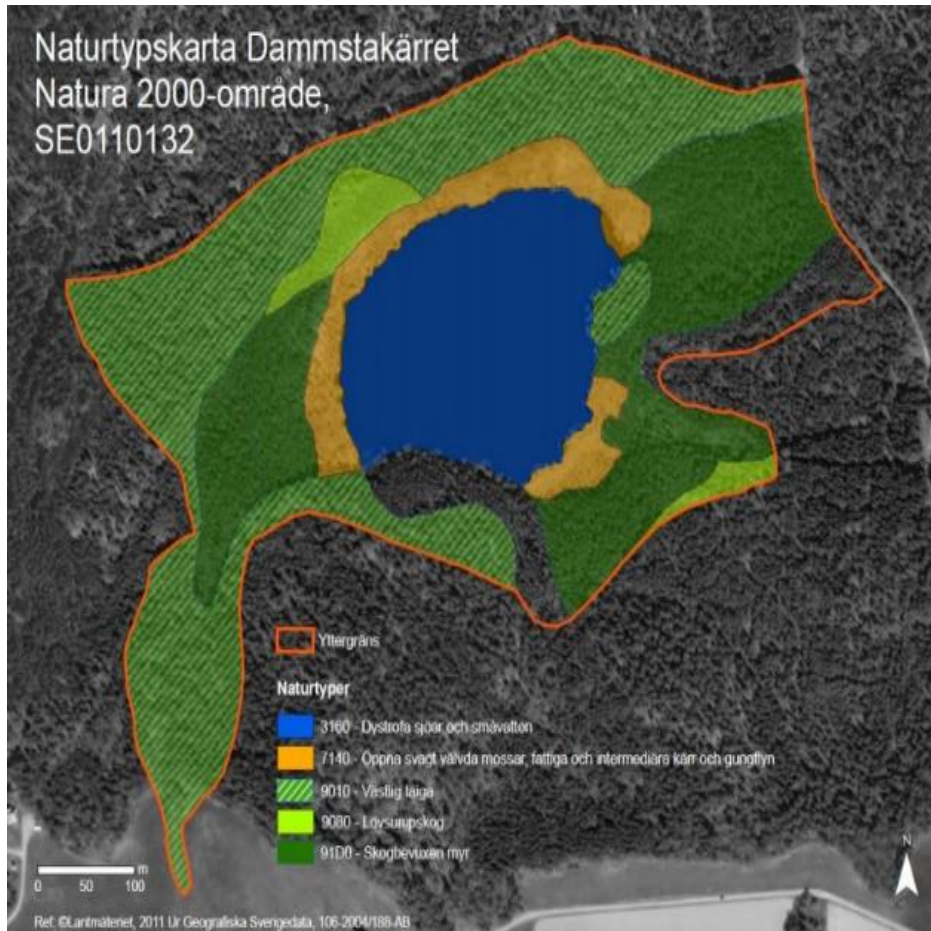 Naturtypskarta Dammstakärret
Natura 2000-område,
SE0110132
Yttergräns
Naturtyper
3160 - Dystrofa sjöar och småvatten
7140 - Öppna svagt välvda mossar, fattiga och intermediära kärr och gungflyn
9010 - Västlig taiga
9080 - Lövsumpskog
91D0 - Skogbevuxen myr
m
0 50 100
N
Ref: ©Lantmäteriet, 2011 Ur Geografiska Sverigedata, 106-2004/188-AB